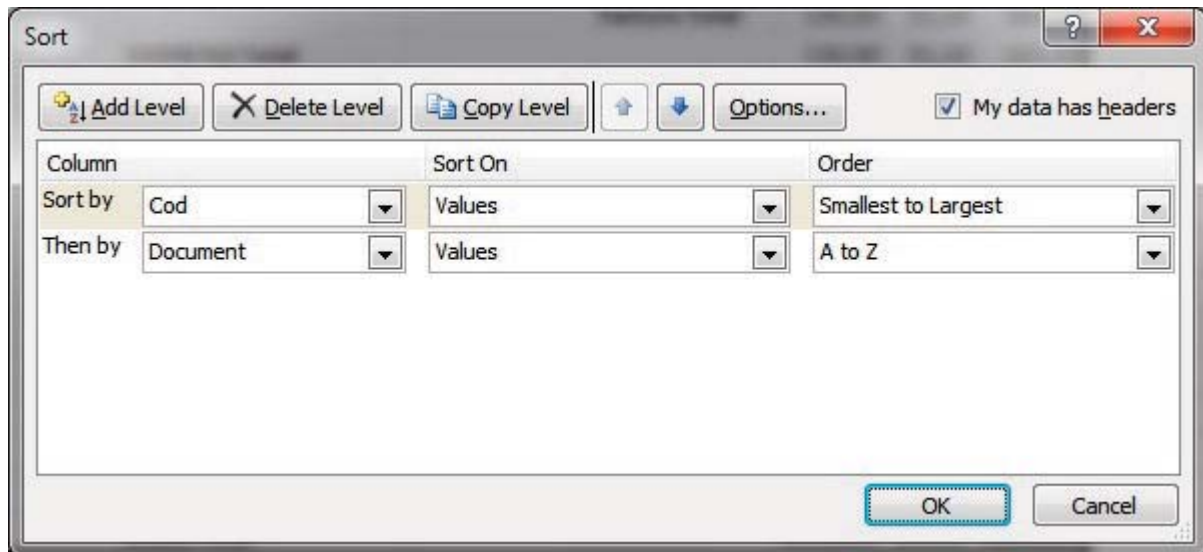 Sort
Add Level Delete Level Copy Level Options... My data has headers
Column Sort On Order
Sort by Cod Values Smallest to Largest
Then by Document Values A to Z
OK Cancel